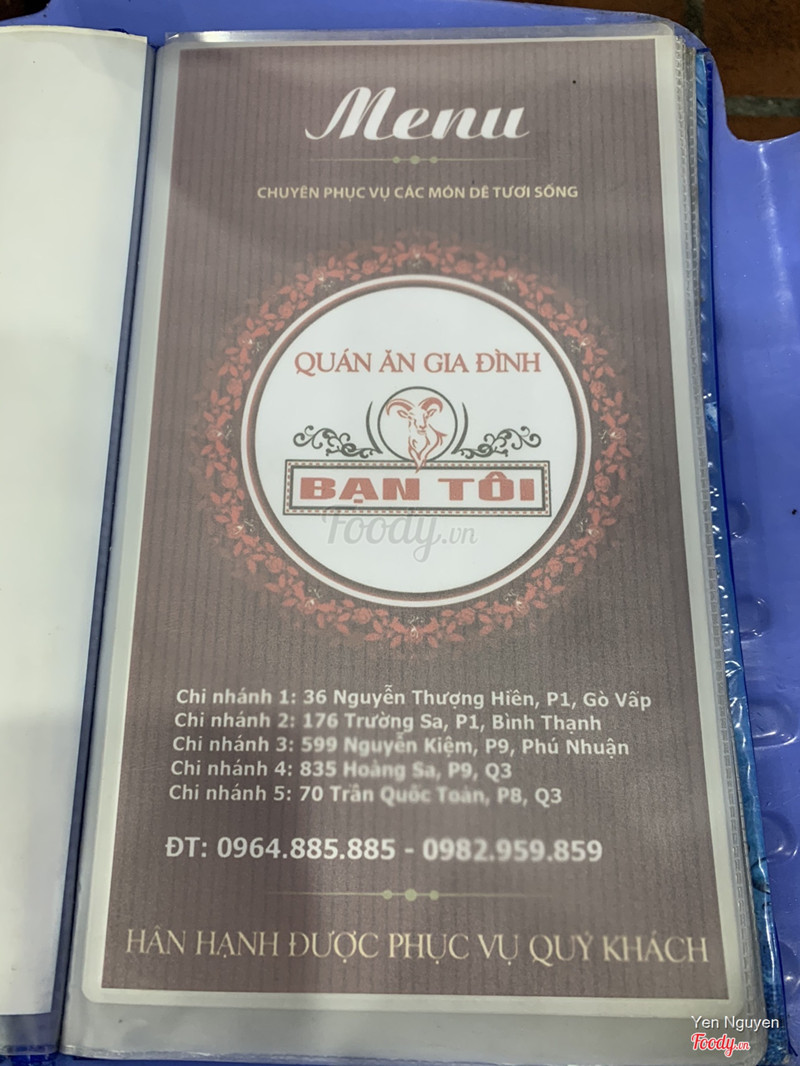 Menu
CHUYÊN PHỤC VỤ CÁC MÓN DÊ TƯƠI SỐNG
QUÁN ĂN GIA ĐÌNH
BẠN TÔI
Foody.vn
Chi nhánh 1: 36 Nguyễn Thượng Hiền, P1, Gò Vấp
Chi nhánh 2: 176 Trường Sa, P1, Bình Thạnh
Chi nhánh 3: 599 Nguyễn Kiệm, P9, Phú Nhuận
Chi nhánh 4: 835 Hoàng Sa, P9, Q3
Chi nhánh 5: 70 Trần Quốc Toản, P8, Q3
ĐT: 0964.885.885 - 0982.959.859
HÂN HẠNH ĐƯỢC PHỤC VỤ QUÝ KHÁCH
Yen Nguyen
Foody.vn